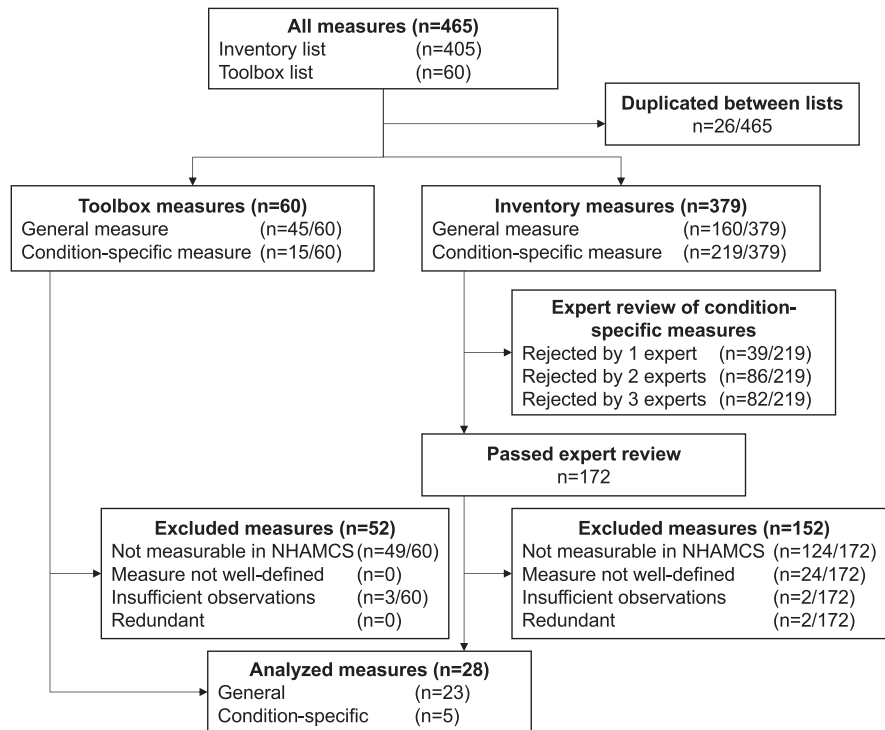 All measures (n=465)
Inventory list (n=405)
Toolbox list (n=60)
Duplicated between lists
n=26/465
Toolbox measures (n=60)
General measure (n=45/60)
Condition-specific measure (n=15/60)
Inventory measures (n=379)
General measure (n=160/379)
Condition-specific measure (n=219/379)
Expert review of condition-
specific measures
Rejected by 1 expert (n=39/219)
Rejected by 2 experts (n=86/219)
Rejected by 3 experts (n=82/219)
Passed expert review
n=172
Excluded measures (n=52)
Not measurable in NHAMCS (n=49/60)
Measure not well-defined (n=0)
Insufficient observations (n=3/60)
Redundant (n=0)
Excluded measures (n=152)
Not measurable in NHAMCS (n=124/172)
Measure not well-defined (n=24/172)
Insufficient observations (n=2/172)
Redundant (n=2/172)
Analyzed measures (n=28)
General (n=23)
Condition-specific (n=5)